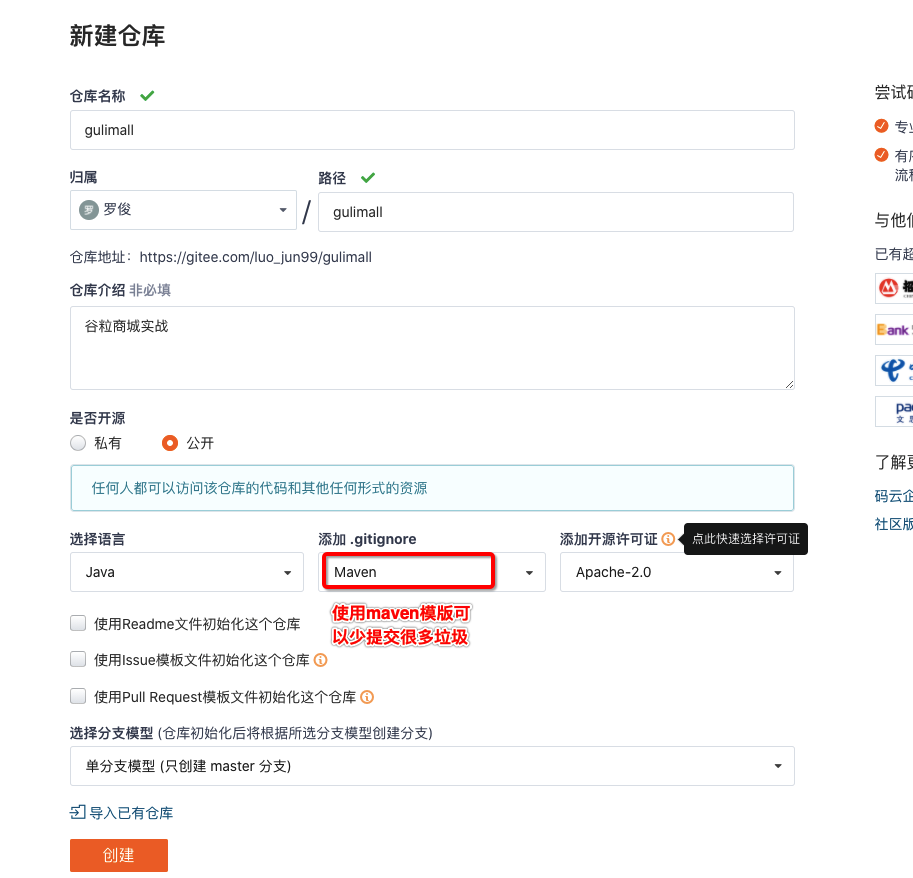 新建仓库
仓库名称
gulimall
归属
路径
罗 罗俊
/
gulimall
仓库地址：https://gitee.com/luo_jun99/gulimall
仓库介绍 非必填
谷粒商城实战
是否开源
私有
公开
任何人都可以访问该仓库的代码和其他任何形式的资源
选择语言
添加 .gitignore
添加开源许可证
点此快速选择许可证
Java
Maven
Apache-2.0
使用maven模版可
以少提交很多垃圾
使用Readme文件初始化这个仓库
使用Issue模板文件初始化这个仓库
使用Pull Request模板文件初始化这个仓库
选择分支模型 (仓库初始化后将根据所选分支模型创建分支)
单分支模型 (只创建 master 分支)
导入已有仓库
创建
尝试
专
有
流
与他
已有超
Bank
了解
码云企
社区版